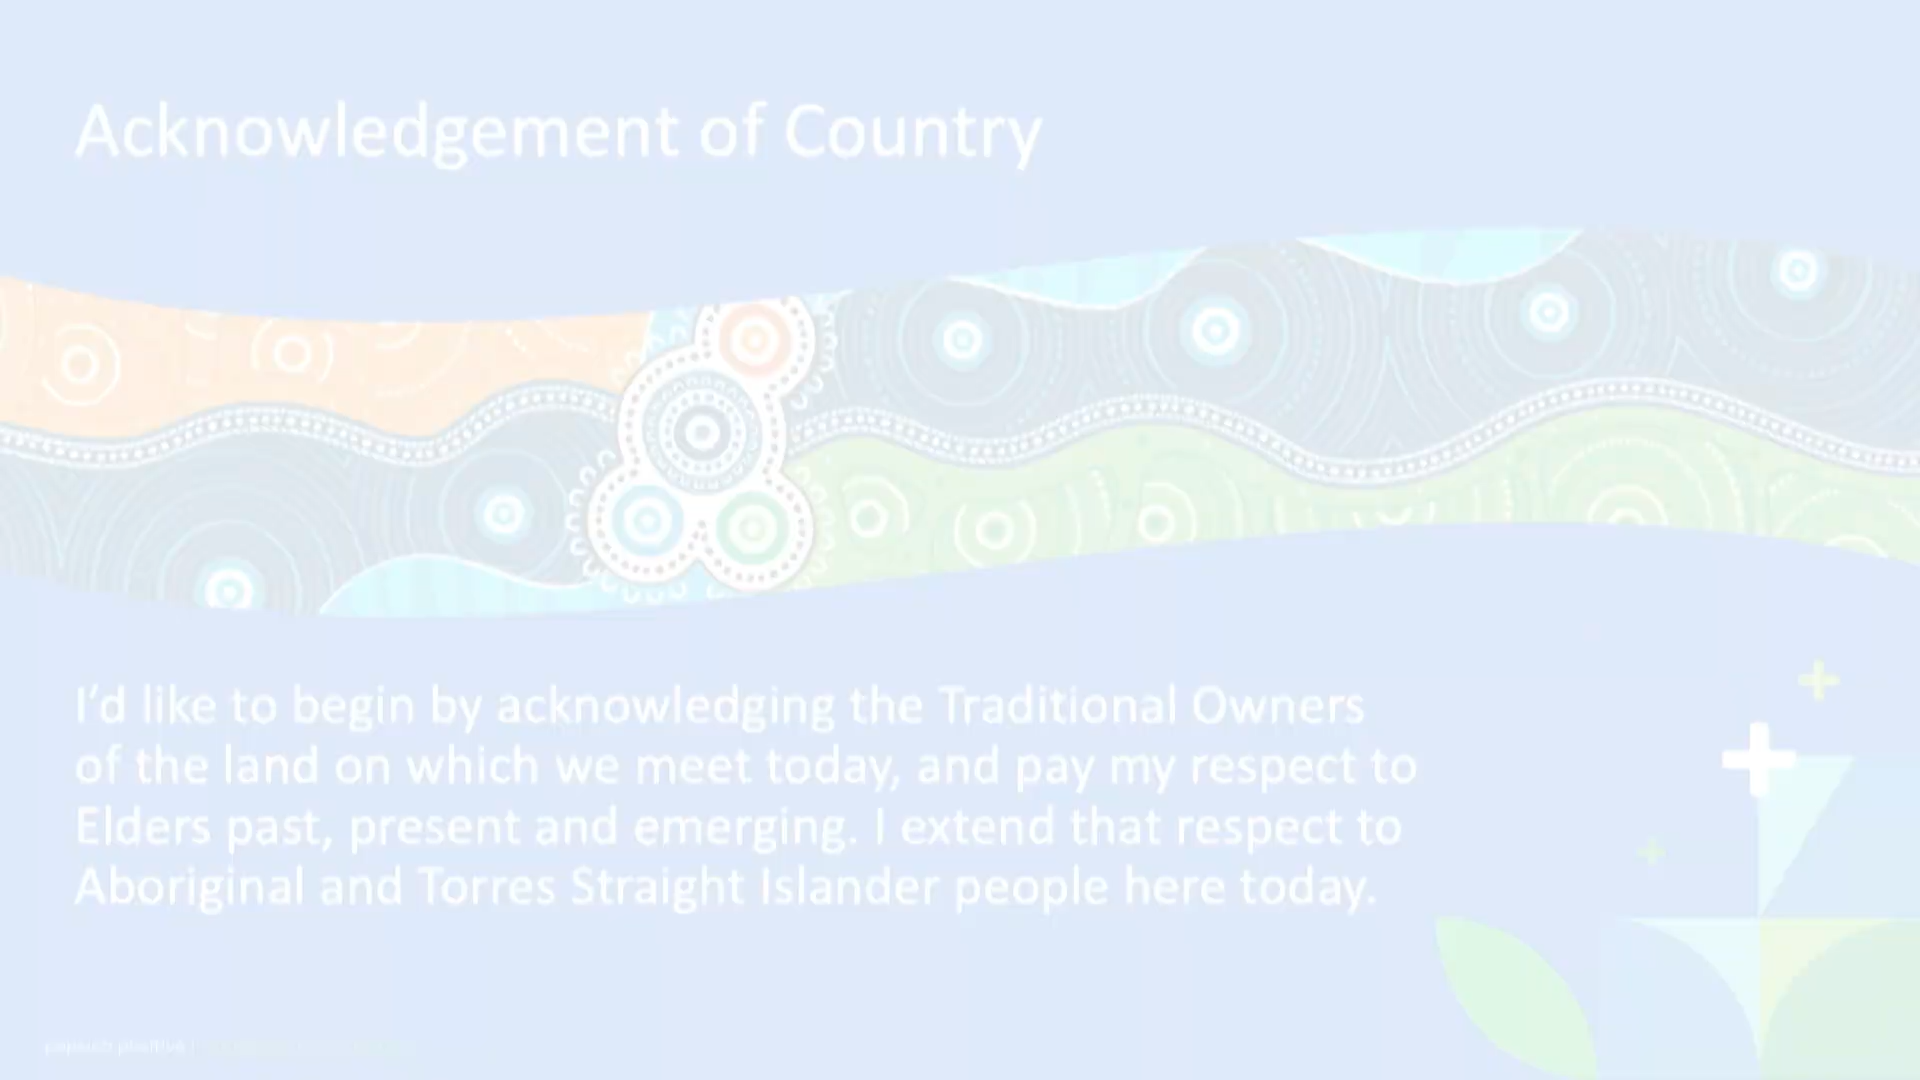 Acknowledgement of Country
I'd like to begin by acknowledging the Traditional Owners
of the land on which we meet today, and pay my respect to
Elders past, present and emerging. I extend that respect to
Aboriginal and Torres Straight Islander people here today.